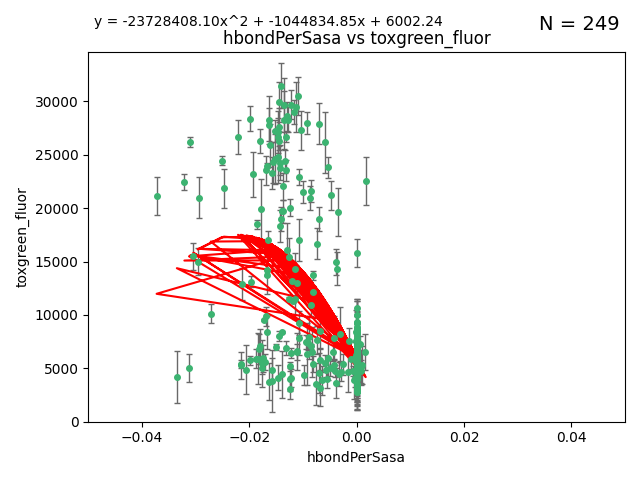 y = -23728408.10x^2 + -1044834.85x + 6002.24
N = 249
hbondPerSasa vs toxgreen_fluor
30000
25000
20000
15000
10000
5000
0
toxgreen_fluor
−0.04
−0.02
0.00
0.02
0.04
hbondPerSasa